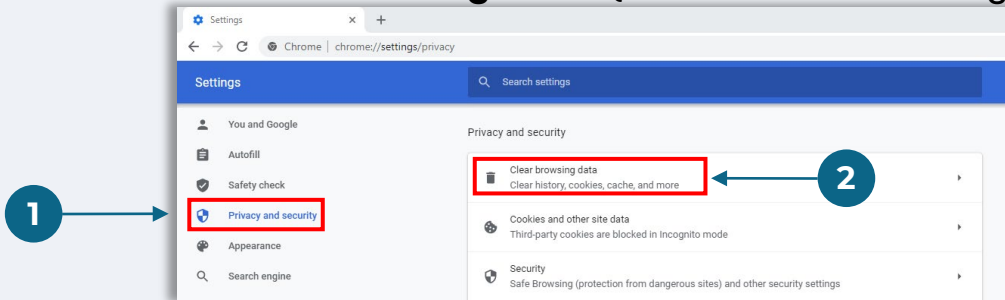 Settings
Chrome | chrome://settings/privacy
Settings
Search settings
You and Google
Autofill
Safety check
1
Privacy and security
Appearance
Search engine
Privacy and security
Clear browsing data
Clear history, cookies, cache, and more
2
Cookies and other site data
Third-party cookies are blocked in Incognito mode
Security
Safe Browsing (protection from dangerous sites) and other security settings